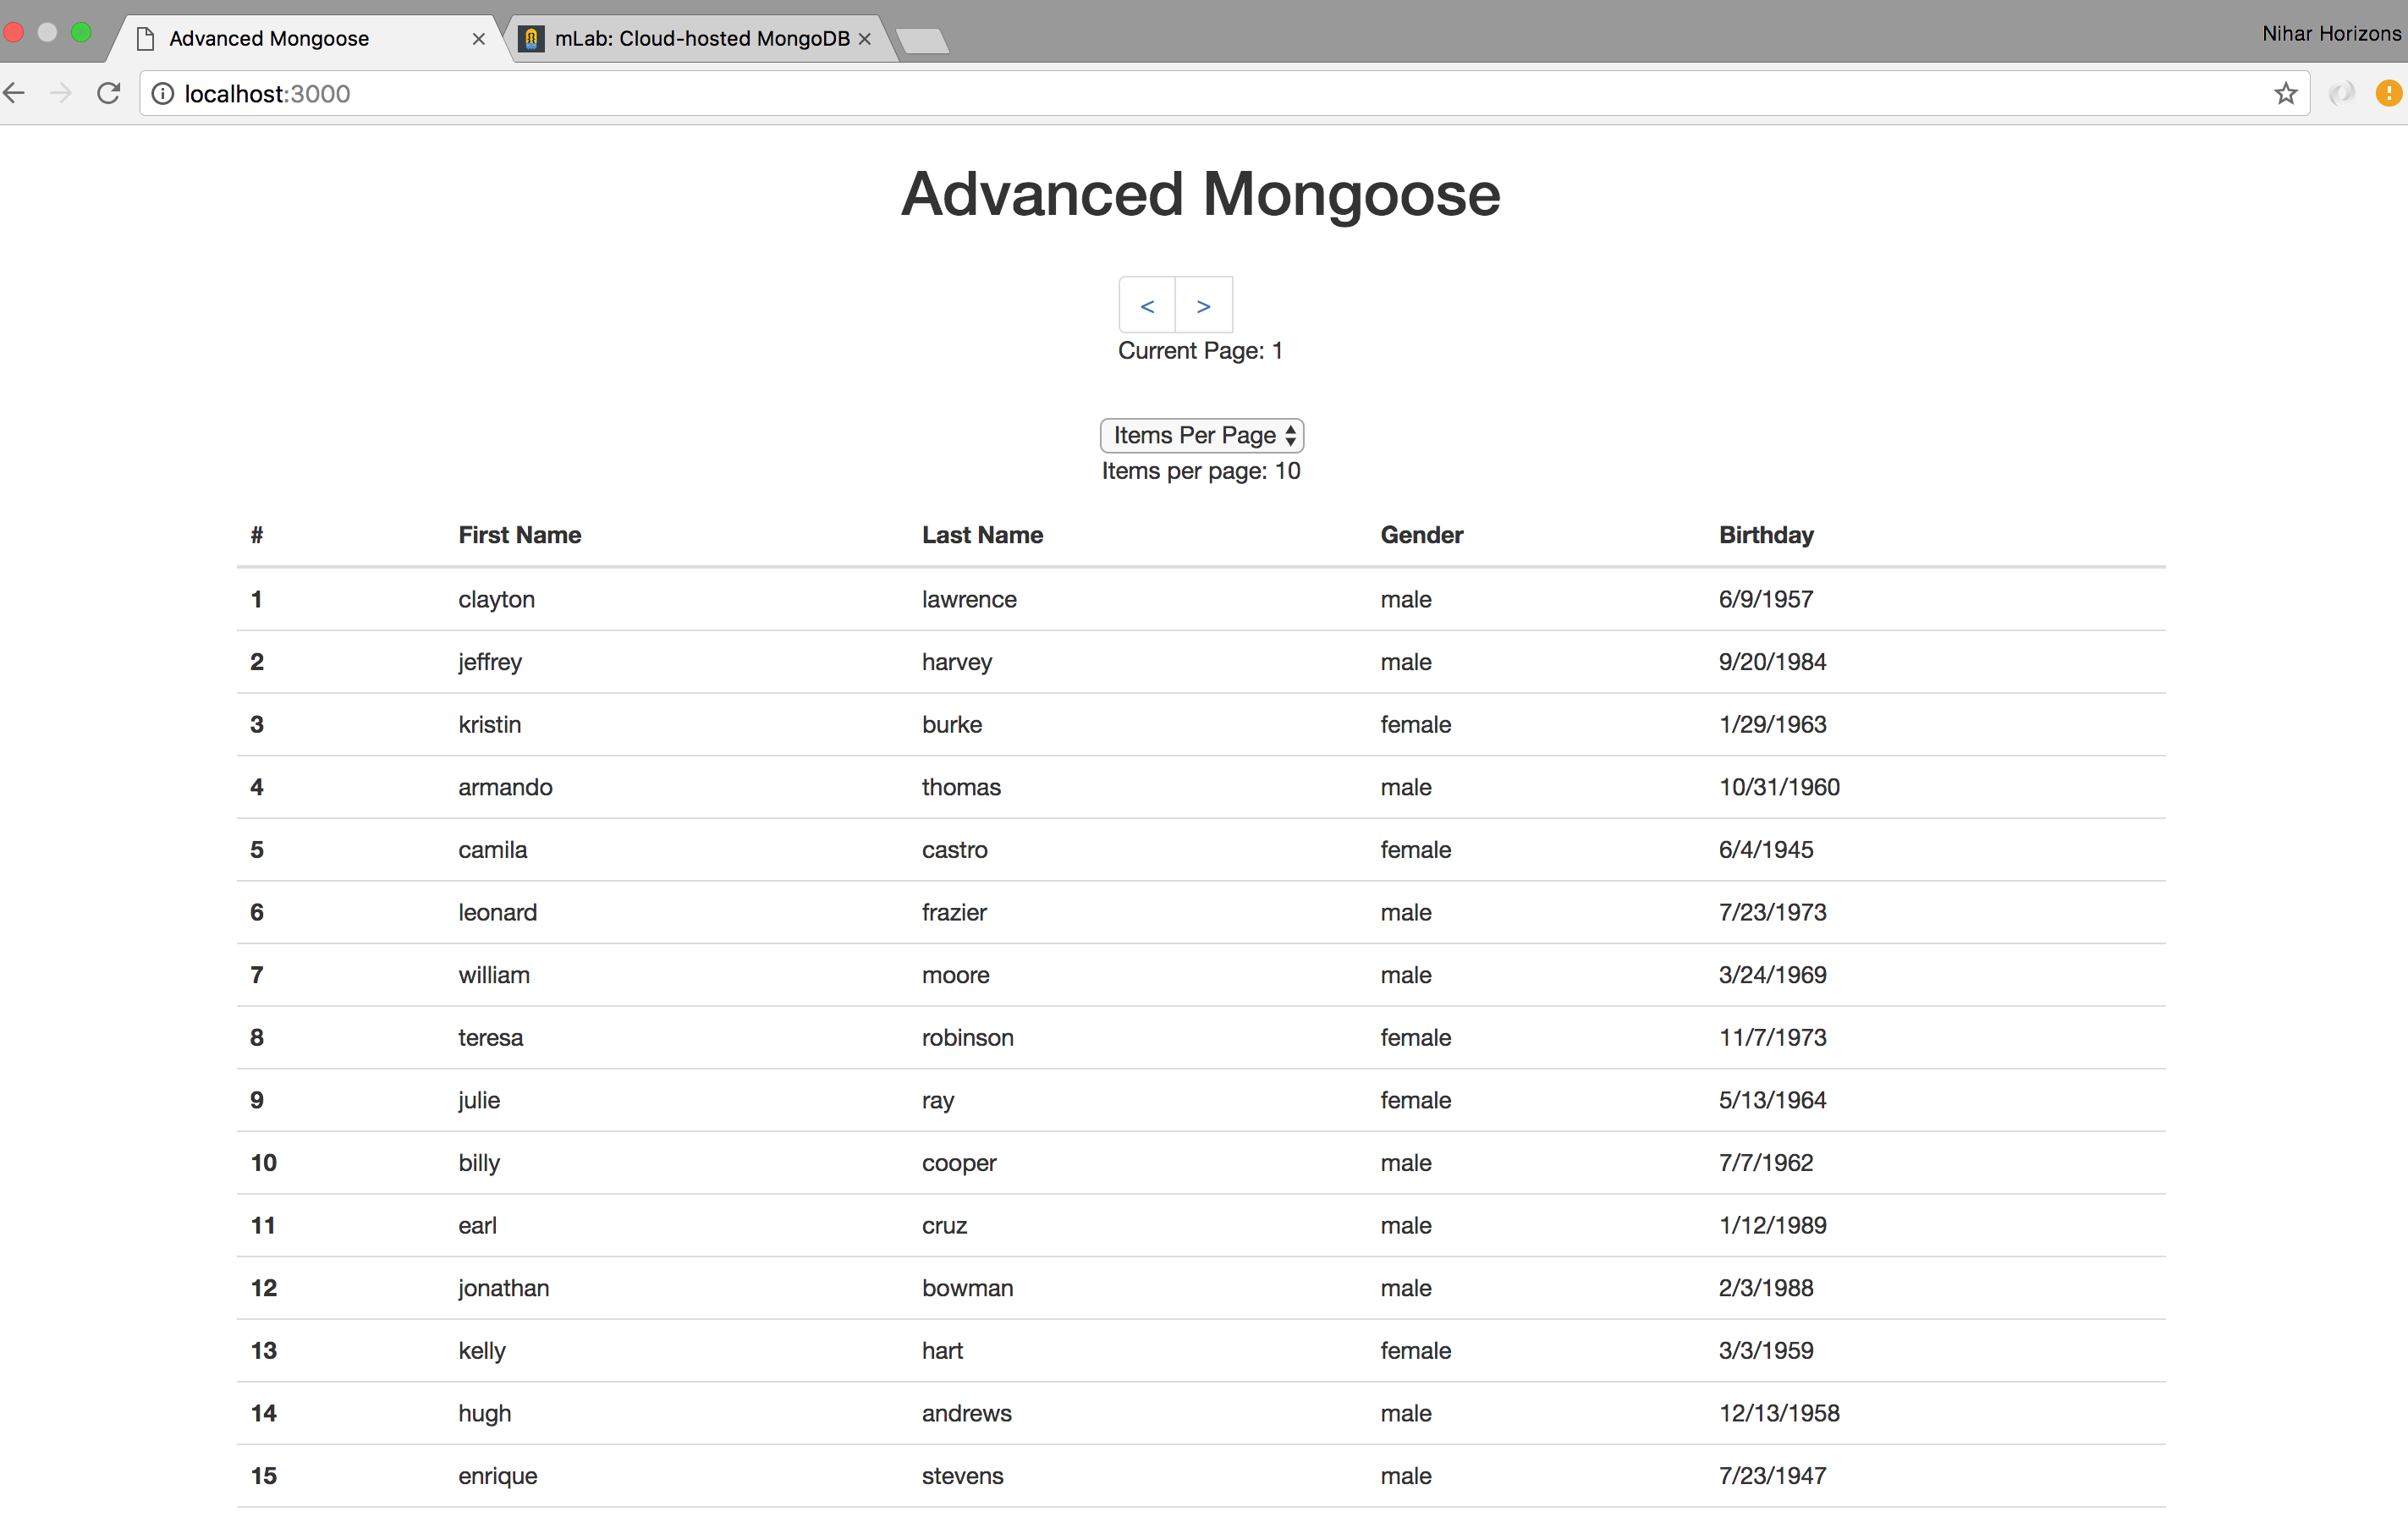 Advanced Mongoose
mLab: Cloud-hosted MongoDB
Nihar Horizons
localhost:3000
Advanced Mongoose
< >
Current Page: 1
Items Per Page
Items per page: 10
# First Name Last Name Gender Birthday
1 clayton lawrence male 6/9/1957
2 jeffrey harvey male 9/20/1984
3 kristin burke female 1/29/1963
4 armando thomas male 10/31/1960
5 camila castro female 6/4/1945
6 leonard frazier male 7/23/1973
7 william moore male 3/24/1969
8 teresa robinson female 11/7/1973
9 julie ray female 5/13/1964
10 billy cooper male 7/7/1962
11 earl cruz male 1/12/1989
12 jonathan bowman male 2/3/1988
13 kelly hart female 3/3/1959
14 hugh andrews male 12/13/1958
15 enrique stevens male 7/23/1947